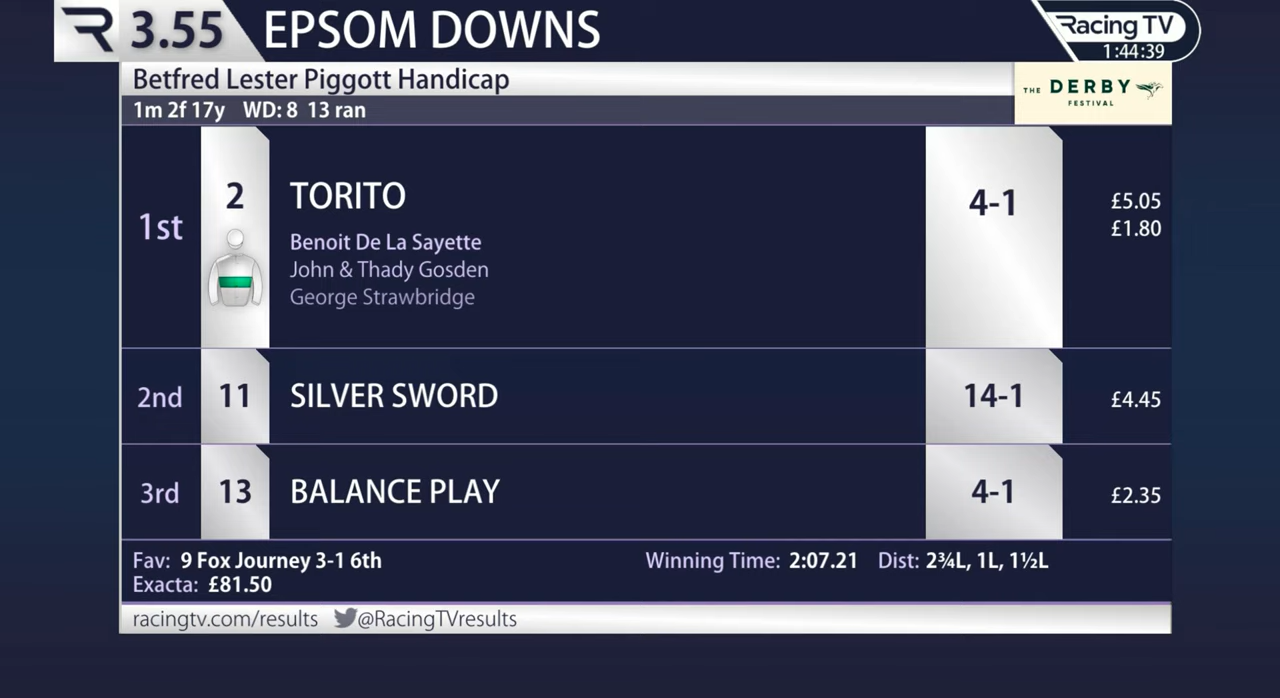 R 3.55 EPSOM DOWNS
Racing TV
1:44:39
Betfred Lester Piggott Handicap
1m 2f 17y WD: 8 13 ran
THE DERBY
FESTIVAL
1st 2 TORITO 4-1 £5.05
£1.80
Benoit De La Sayette
John & Thady Gosden
George Strawbridge
2nd 11 SILVER SWORD 14-1 £4.45
3rd 13 BALANCE PLAY 4-1 £2.35
Fav: 9 Fox Journey 3-1 6th Winning Time: 2:07.21 Dist: 2¾L, 1L, 1½L
Exacta: £81.50
racingtv.com/results @RacingTVresults